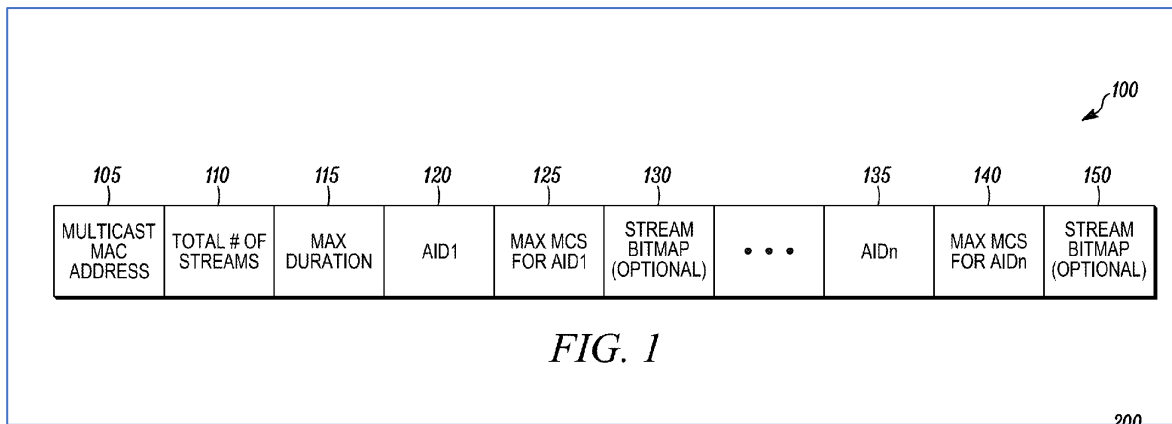 100
105
110
115
120
125
130
135
140
150
MULTICAST
MAC
ADDRESS
TOTAL # OF
STREAMS
MAX
DURATION
AID1
MAX MCS
FOR AID1
STREAM
BITMAP
(OPTIONAL)
• • •
AIDn
MAX MCS
FOR AIDn
STREAM
BITMAP
(OPTIONAL)
FIG. 1
200